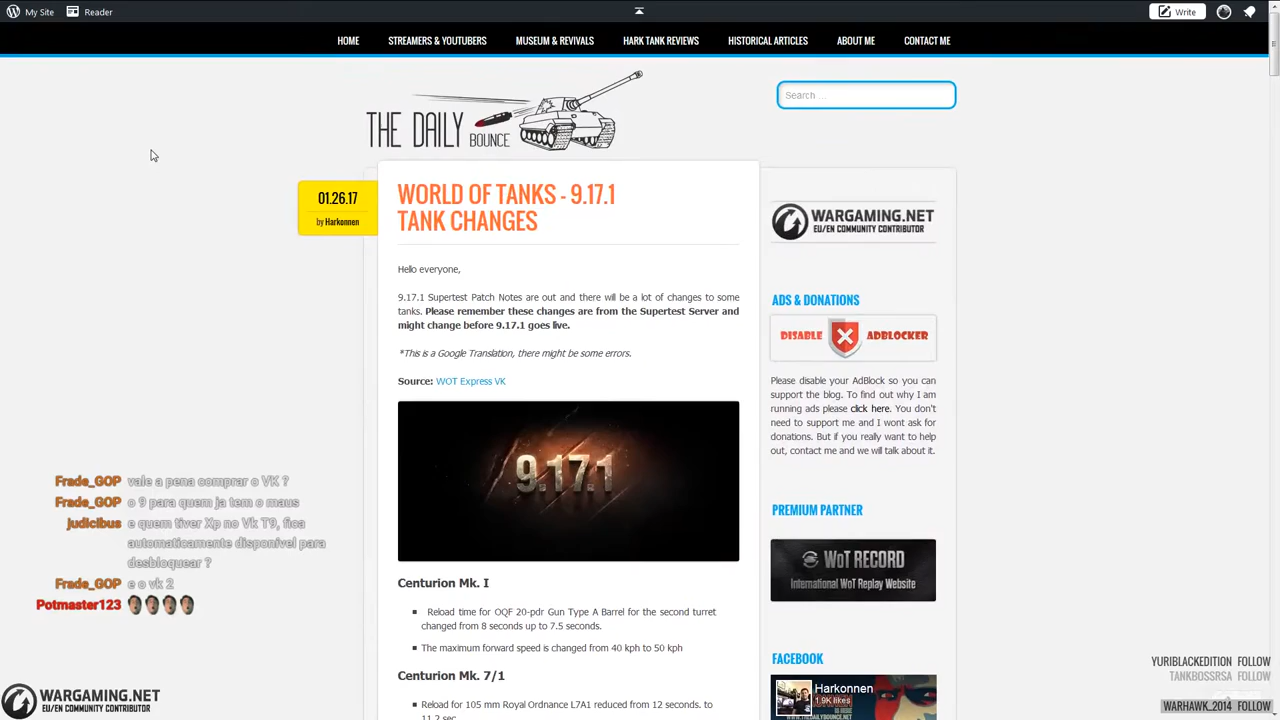 My Site
Reader
Write
HOME
STREAMERS & YOUTUBERS
MUSEUM & REVIVALS
HARK TANK REVIEWS
HISTORICAL ARTICLES
ABOUT ME
CONTACT ME
THE DAILY BOUNCE
Search ...
01.26.17
by Harkonnen
WORLD OF TANKS - 9.17.1
TANK CHANGES
Hello everyone,
9.17.1 Supertest Patch Notes are out and there will be a lot of changes to some
tanks. Please remember these changes are from the Supertest Server and
might change before 9.17.1 goes live.
*This is a Google Translation, there might be some errors.
Source: WOT Express VK
9.17.1
Centurion Mk. I
Reload time for OQF 20-pdr Gun Type A Barrel for the second turret
changed from 8 seconds up to 7.5 seconds.
The maximum forward speed is changed from 40 kph to 50 kph
Centurion Mk. 7/1
Reload for 105 mm Royal Ordnance L7A1 reduced from 12 seconds. to
11.2 sec
WARGAMING.NET
EU/EN COMMUNITY CONTRIBUTOR
ADS & DONATIONS
DISABLE ADBLOCKER
Please disable your AdBlock so you can
support the blog. To find out why I am
running ads please click here. You don't
need to support me and I wont ask for
donations. But if you really want to help
out, contact me and we will talk about it.
PREMIUM PARTNER
WoT RECORD
International WoT Replay Website
FACEBOOK
Harkonnen
1.9K likes
Frade_GOP vale a pena comprar o VK ?
Frade_GOP o 9 para quem ja tem o maus
judicibus e quem tiver Xp no Vk T9, fica
automaticamente disponível para
desbloquear ?
Frade_GOP e o vk 2
Potmaster123
WARGAMING.NET
EU/EN COMMUNITY CONTRIBUTOR
YURIBLACKEDITION FOLLOW
TANKBOSSRSA FOLLOW
WARHAWK_2014 FOLLOW